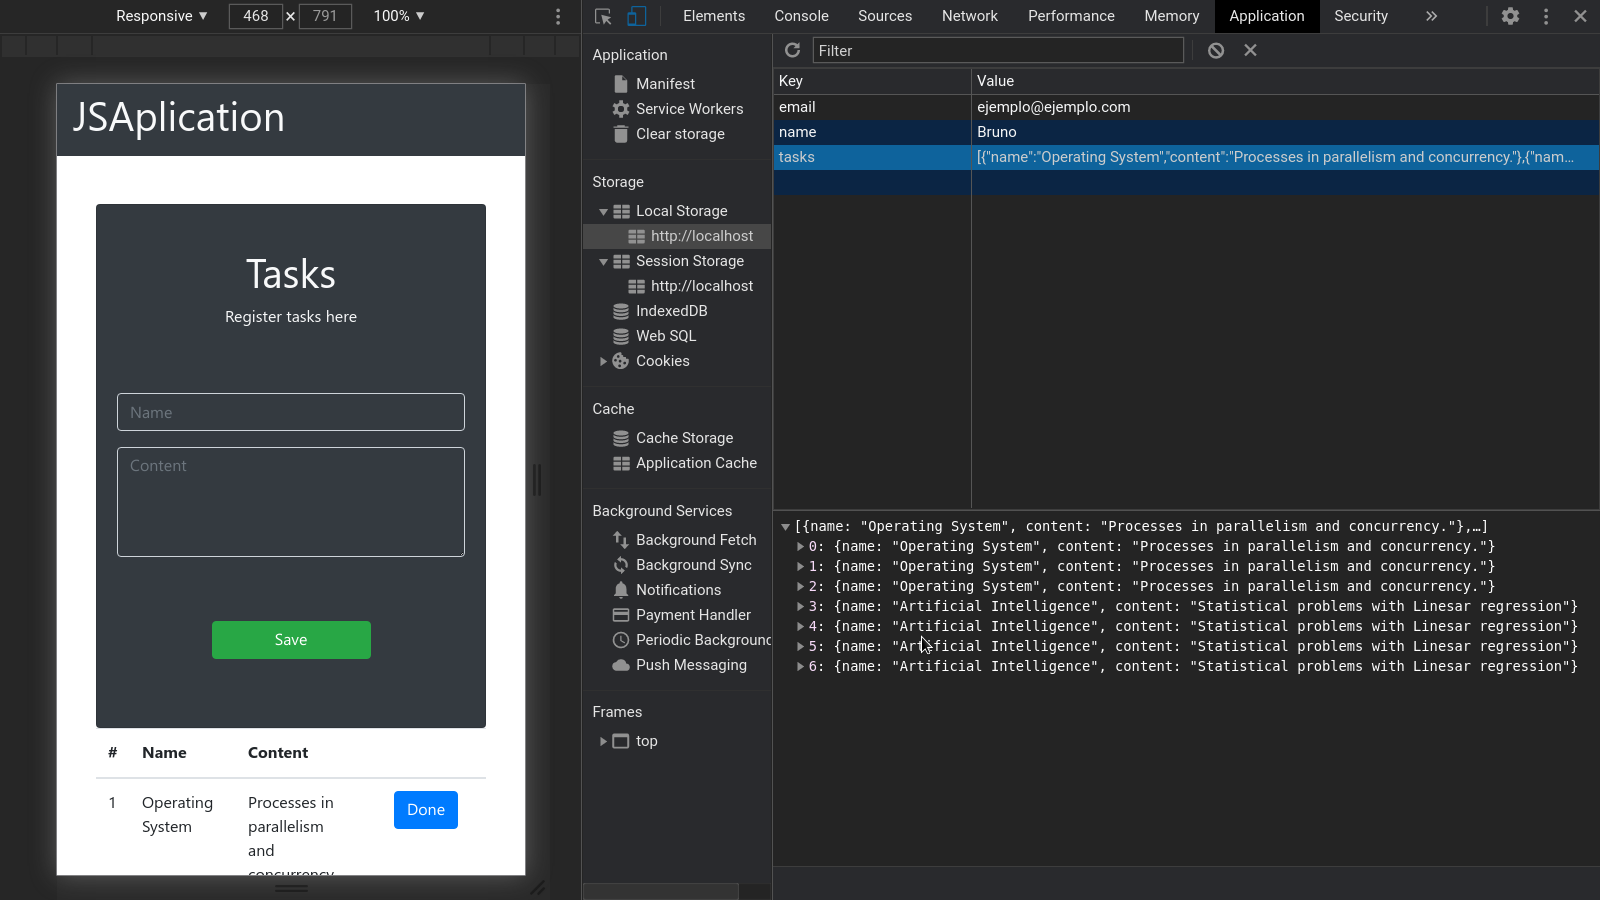 Responsive ▼ 468 × 791 100% ▼
Elements Console Sources Network Performance Memory Application Security »
JSAplication
Tasks
Register tasks here
Name
Content
Save
# Name Content
1 Operating Processes in Done
System parallelism
and
concurrency
Application
Manifest
Service Workers
Clear storage
Storage
Local Storage
http://localhost
Session Storage
http://localhost
IndexedDB
Web SQL
Cookies
Cache
Cache Storage
Application Cache
Background Services
Background Fetch
Background Sync
Notifications
Payment Handler
Periodic Background
Push Messaging
Frames
top
Filter
Key Value
email ejemplo@ejemplo.com
name Bruno
tasks [{"name":"Operating System","content":"Processes in parallelism and concurrency."},{"nam…
[{name: "Operating System", content: "Processes in parallelism and concurrency."},…]
0: {name: "Operating System", content: "Processes in parallelism and concurrency."}
1: {name: "Operating System", content: "Processes in parallelism and concurrency."}
2: {name: "Operating System", content: "Processes in parallelism and concurrency."}
3: {name: "Artificial Intelligence", content: "Statistical problems with Linesar regression"}
4: {name: "Artificial Intelligence", content: "Statistical problems with Linesar regression"}
5: {name: "Artificial Intelligence", content: "Statistical problems with Linesar regression"}
6: {name: "Artificial Intelligence", content: "Statistical problems with Linesar regression"}